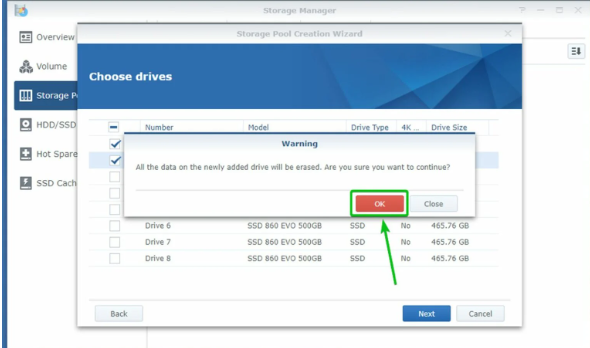 Storage Manager
Overview
Volume
Storage P
HDD/SSD
Hot Spare
SSD Cach
Storage Pool Creation Wizard
Choose drives
Number Model Drive Type 4K .. Drive Size
Warning
All the data on the newly added drive will be erased. Are you sure you want to continue?
OK Close
Drive 6 SSD 860 EVO 500GB SSD No 465.76 GB
Drive 7 SSD 860 EVO 500GB SSD No 465.76 GB
Drive 8 SSD 860 EVO 500GB SSD No 465.76 GB
Back Next Cancel